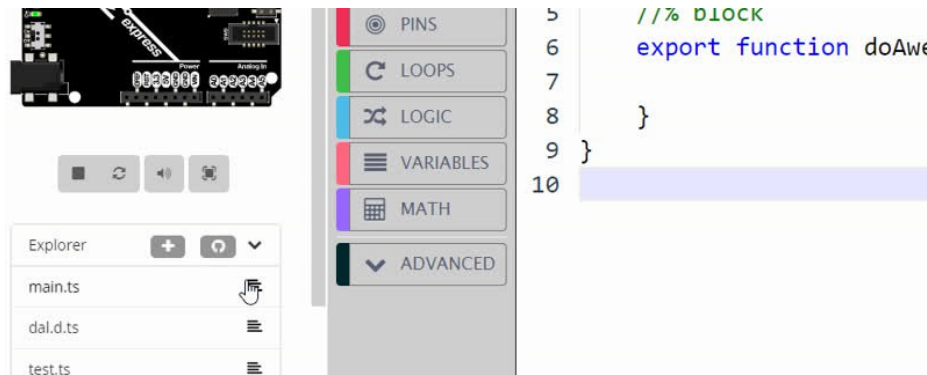 express
Power
Analog In
PINS
LOOPS
LOGIC
VARIABLES
MATH
ADVANCED
Explorer
main.ts
dal.d.ts
test.ts
5 //% block
6 export function doAwe
7
8 }
9 }
10